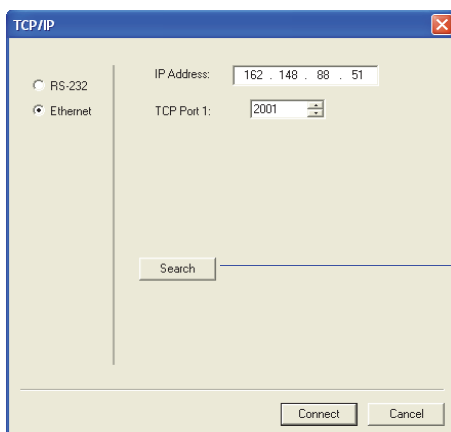 TCP/IP
RS-232
Ethernet
IP Address: 162 . 148 . 88 . 51
TCP Port 1: 2001
Search
Connect Cancel